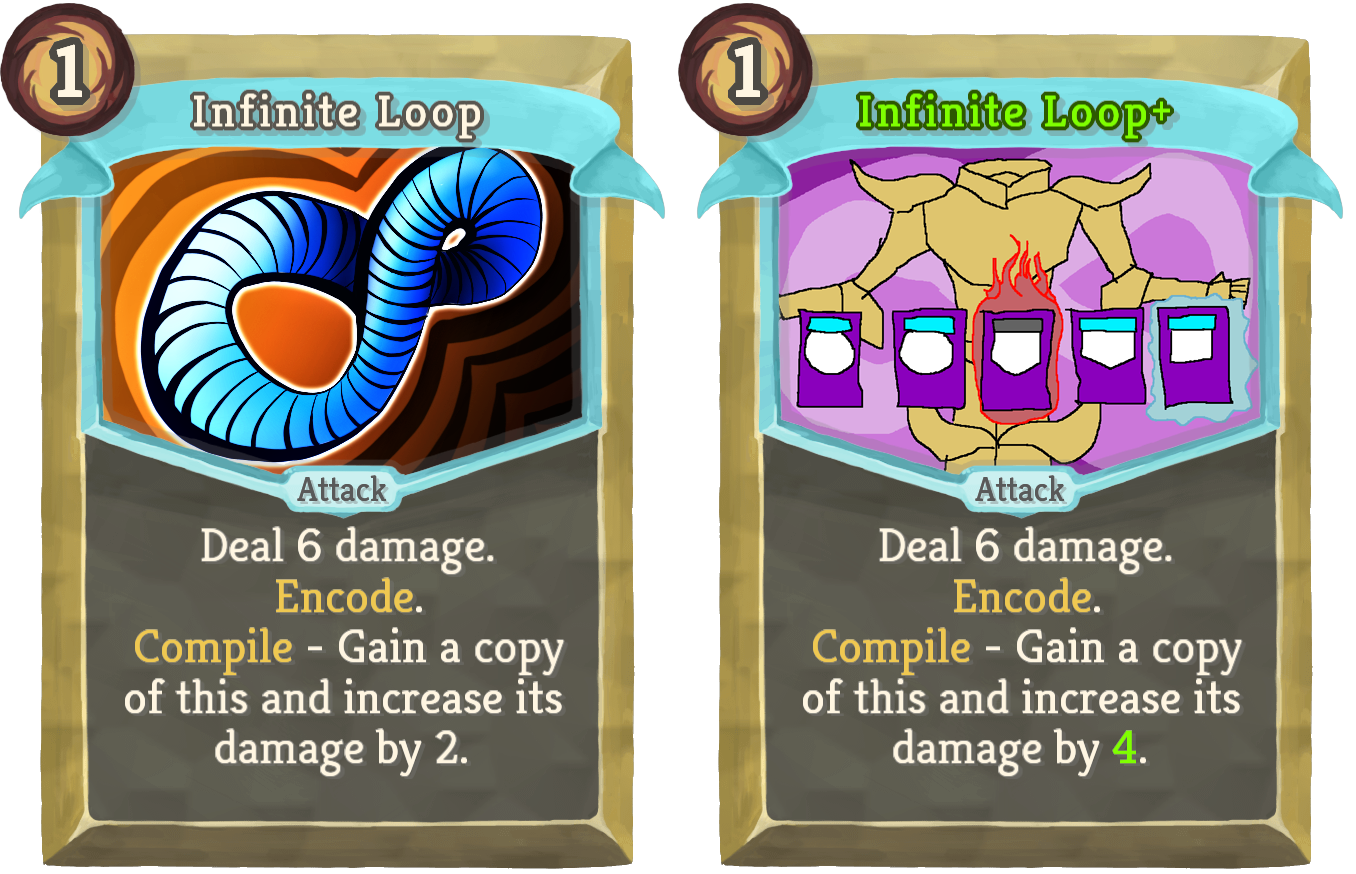 1
Infinite Loop
Attack
Deal 6 damage.
Encode.
Compile - Gain a copy
of this and increase its
damage by 2.
1
Infinite Loop+
Attack
Deal 6 damage.
Encode.
Compile - Gain a copy
of this and increase its
damage by 4.